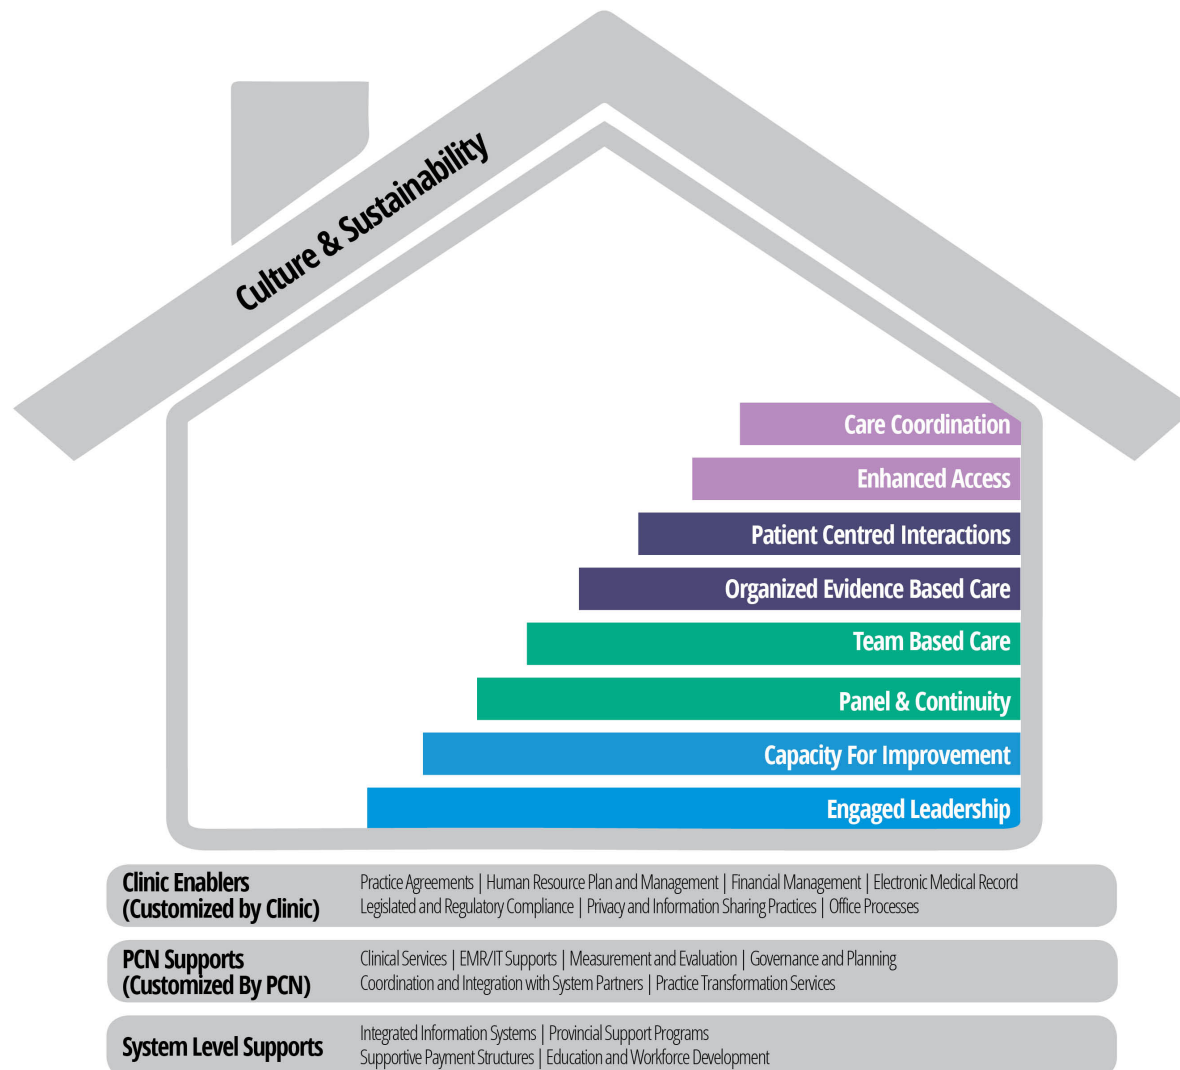 Culture & Sustainability
Care Coordination
Enhanced Access
Patient Centred Interactions
Organized Evidence Based Care
Team Based Care
Panel & Continuity
Capacity For Improvement
Engaged Leadership
Clinic Enablers
(Customized by Clinic)
Practice Agreements | Human Resource Plan and Management | Financial Management | Electronic Medical Record
Legislated and Regulatory Compliance | Privacy and Information Sharing Practices | Office Processes
PCN Supports
(Customized By PCN)
Clinical Services | EMR/IT Supports | Measurement and Evaluation | Governance and Planning
Coordination and Integration with System Partners | Practice Transformation Services
System Level Supports
Integrated Information Systems | Provincial Support Programs
Supportive Payment Structures | Education and Workforce Development